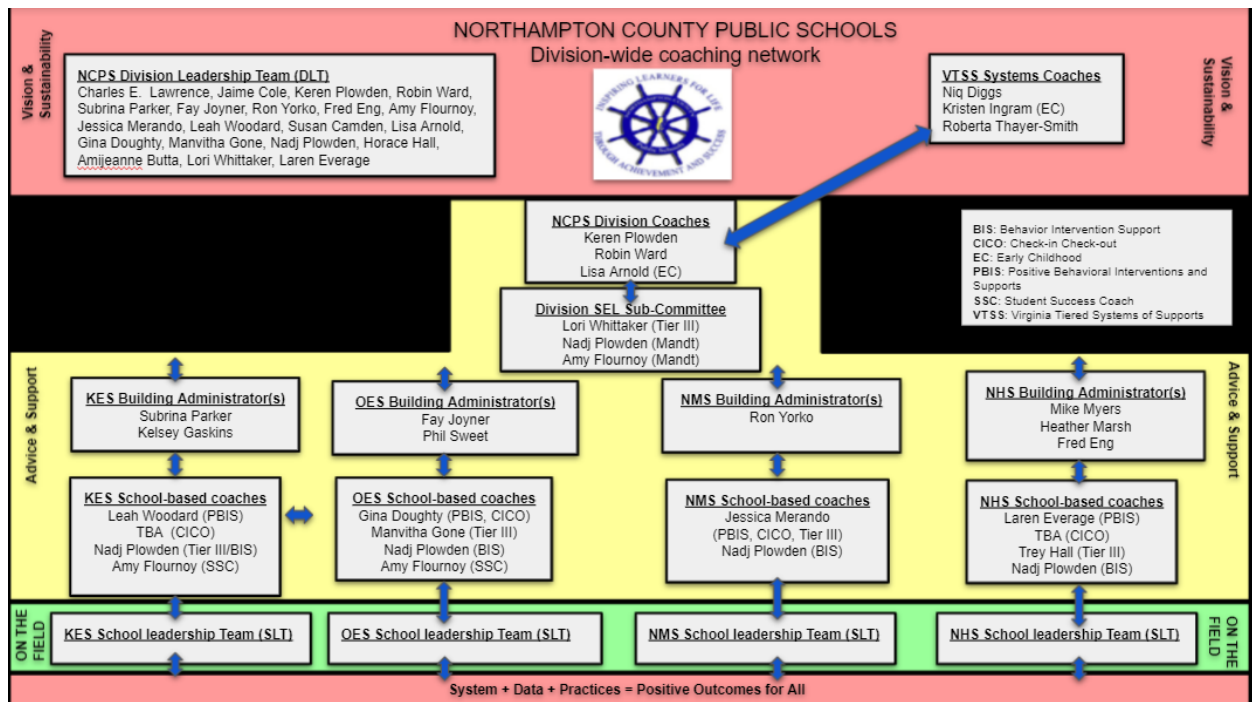 NORTHAMPTON COUNTY PUBLIC SCHOOLS
Division-wide coaching network
Vision & Sustainability
NCPS Division Leadership Team (DLT)
Charles E. Lawrence, Jaime Cole, Keren Plowden, Robin Ward,
Subrina Parker, Fay Joyner, Ron Yorko, Fred Eng, Amy Flournoy,
Jessica Merando, Leah Woodard, Susan Camden, Lisa Arnold,
Gina Doughty, Manvitha Gone, Nadj Plowden, Horace Hall,
Amijeanne Butta, Lori Whittaker, Laren Everage
INSPIRING LEARNERS FOR LIFE
THROUGH ACHIEVEMENT AND SUCCESS
VTSS Systems Coaches
Niq Diggs
Kristen Ingram (EC)
Roberta Thayer-Smith
Vision & Sustainability
NCPS Division Coaches
Keren Plowden
Robin Ward
Lisa Arnold (EC)
BIS: Behavior Intervention Support
CICO: Check-in Check-out
EC: Early Childhood
PBIS: Positive Behavioral Interventions and
Supports
SSC: Student Success Coach
VTSS: Virginia Tiered Systems of Supports
Division SEL Sub-Committee
Lori Whittaker (Tier III)
Nadj Plowden (Mandt)
Amy Flournoy (Mandt)
Advice & Support
KES Building Administrator(s)
Subrina Parker
Kelsey Gaskins
OES Building Administrator(s)
Fay Joyner
Phil Sweet
NMS Building Administrator(s)
Ron Yorko
NHS Building Administrator(s)
Mike Myers
Heather Marsh
Fred Eng
Advice & Support
KES School-based coaches
Leah Woodard (PBIS)
TBA (CICO)
Nadj Plowden (Tier III/BIS)
Amy Flournoy (SSC)
OES School-based coaches
Gina Doughty (PBIS, CICO)
Manvitha Gone (Tier III)
Nadj Plowden (BIS)
Amy Flournoy (SSC)
NMS School-based coaches
Jessica Merando
(PBIS, CICO, Tier III)
Nadj Plowden (BIS)
NHS School-based coaches
Laren Everage (PBIS)
TBA (CICO)
Trey Hall (Tier III)
Nadj Plowden (BIS)
ON THE FIELD
KES School leadership Team (SLT)
OES School leadership Team (SLT)
NMS School leadership Team (SLT)
NHS School leadership Team (SLT)
ON THE FIELD
System + Data + Practices = Positive Outcomes for All